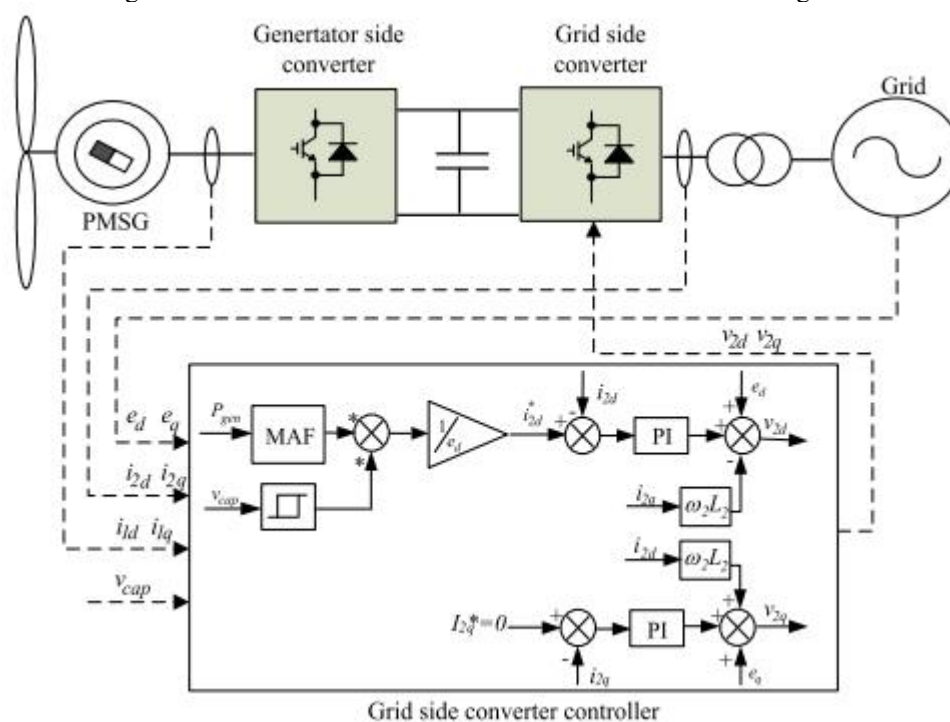 Genertator side
converter
Grid side
converter
Grid
PMSG
v2d v2q
ed eq
i2d i2q
i1d i1q
vcap
Pgen
MAF
*
*
1/ed
i*2d
+
-
i2d
PI
ed
+
+
-
v2d
vcap
i2q
ω2L2
i2d
ω2L2
I2q*=0
+
-
i2q
PI
+
+
+
eq
v2q
Grid side converter controller